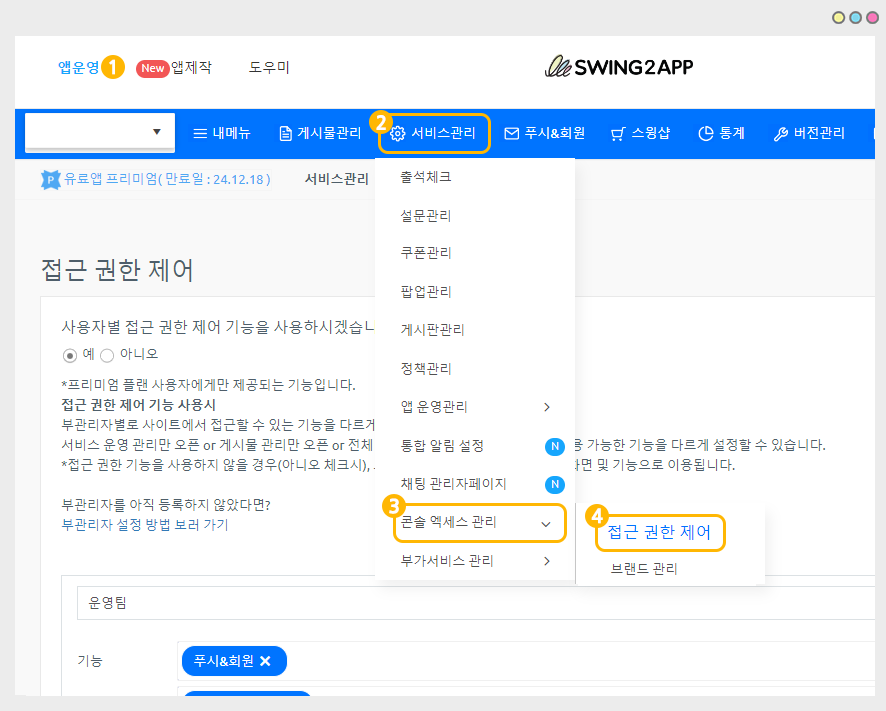 앱운영 1 New 앱제작 도우미 SWING2APP
2
내메뉴 게시물관리 서비스관리 푸시&회원 스윙샵 통계 버전관리
P 유료앱 프리미엄( 만료일 : 24.12.18 ) 서비스관리
출석체크
설문관리
쿠폰관리
팝업관리
게시판관리
정책관리
앱 운영관리
통합 알림 설정 N
채팅 관리자페이지 N
3
콘솔 엑세스 관리
부가서비스 관리
4
접근 권한 제어
브랜드 관리
접근 권한 제어
사용자별 접근 권한 제어 기능을 사용하시겠습니
예 아니오
*프리미엄 플랜 사용자에게만 제공되는 기능입니다.
접근 권한 제어 기능 사용시
부관리자별로 사이트에서 접근할 수 있는 기능을 다르게
서비스 운영 관리만 오픈 or 게시물 관리만 오픈 or 전체 용 가능한 기능을 다르게 설정할 수 있습니다.
*접근 권한 기능을 사용하지 않을 경우(아니오 체크시), 화면 및 기능으로 이용됩니다.
부관리자를 아직 등록하지 않았다면?
부관리자 설정 방법 보러 가기
운영팀
기능 푸시&회원